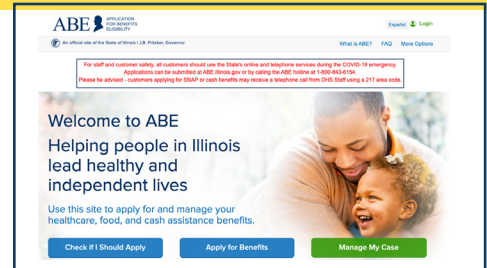 ABE APPLICATION
FOR BENEFITS
ELIGIBILITY
Español Login
An official site of the State of Illinois | J.B. Pritzker, Governor
What is ABE? FAQ More Options
For staff and customer safety, all customers should use the State's online and telephone services during the COVID-19 emergency.
Applications can be submitted at ABE.Illinois.gov or by calling the ABE hotline at 1-800-843-6154.
Please be advised - customers applying for SNAP or cash benefits may receive a telephone call from DHS Staff using a 217 area code.
Welcome to ABE
Helping people in Illinois
lead healthy and
independent lives
Use this site to apply for and manage your
healthcare, food, and cash assistance benefits.
Check if I Should Apply
Apply for Benefits
Manage My Case